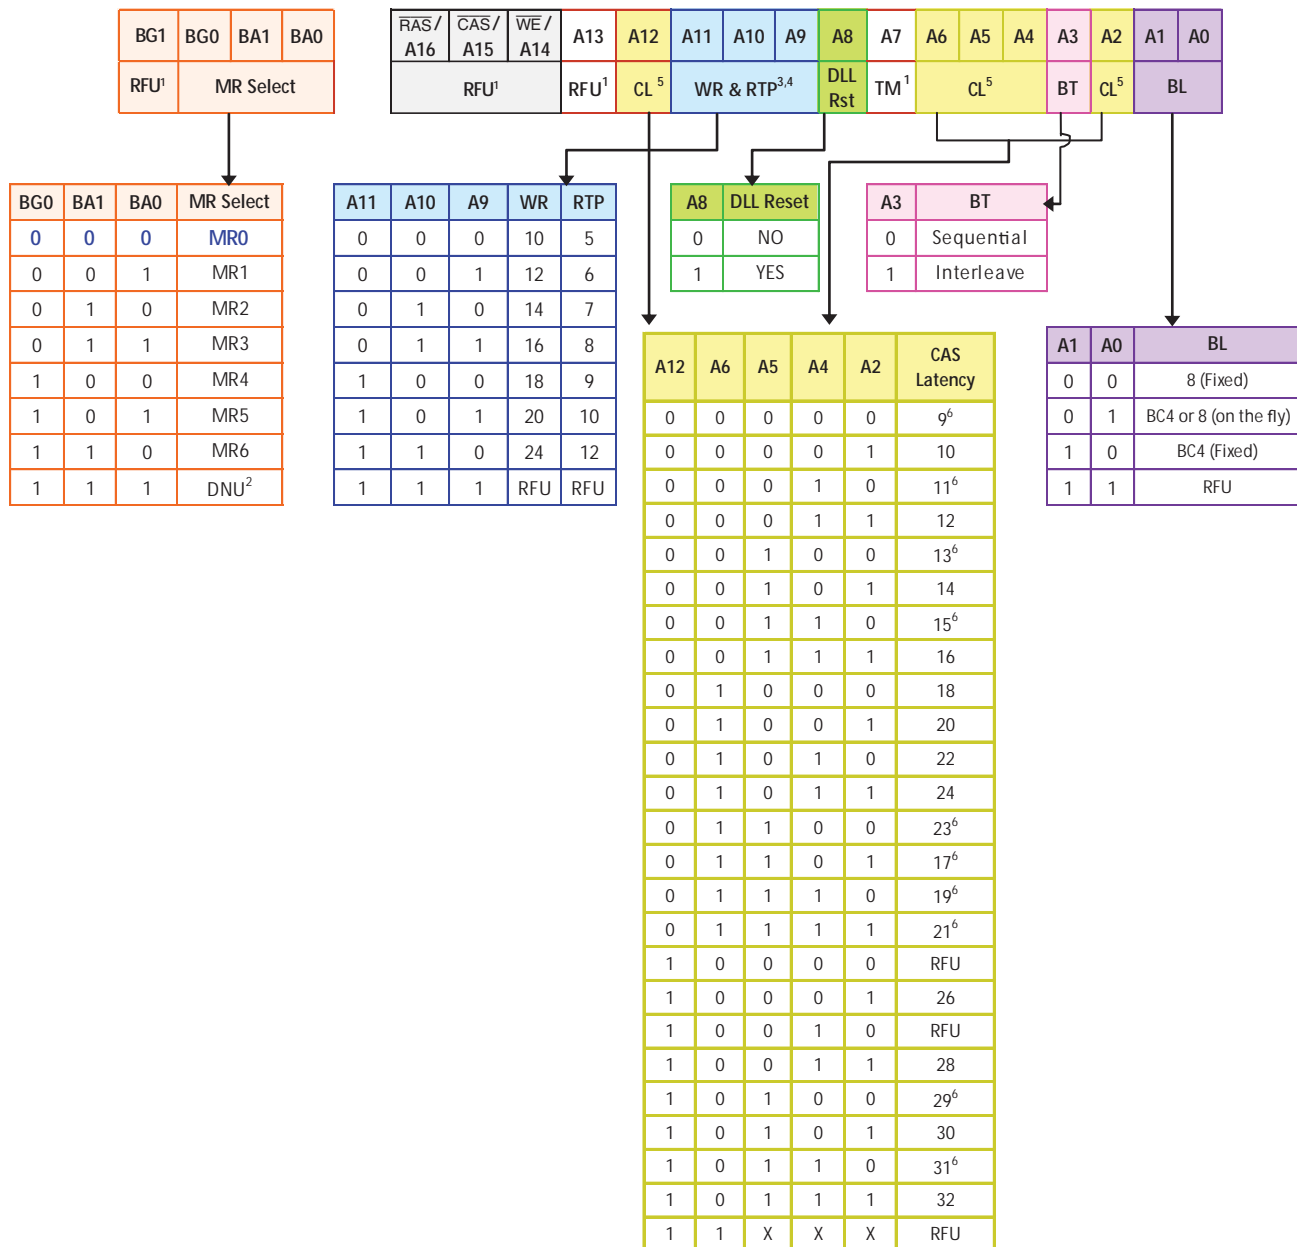 BG1 BG0 BA1 BA0
RFU¹ MR Select
RAS/ A16 CAS/ A15 WE/ A14 A13 A12 A11 A10 A9 A8 A7 A6 A5 A4 A3 A2 A1 A0
RFU¹ RFU¹ CL⁵ WR & RTP³,⁴ DLL Rst TM¹ CL⁵ BT CL⁵ BL
BG0 BA1 BA0 MR Select
0 0 0 MR0
0 0 1 MR1
0 1 0 MR2
0 1 1 MR3
1 0 0 MR4
1 0 1 MR5
1 1 0 MR6
1 1 1 DNU²
A11 A10 A9 WR RTP
0 0 0 10 5
0 0 1 12 6
0 1 0 14 7
0 1 1 16 8
1 0 0 18 9
1 0 1 20 10
1 1 0 24 12
1 1 1 RFU RFU
A8 DLL Reset
0 NO
1 YES
A3 BT
0 Sequential
1 Interleave
A12 A6 A5 A4 A2 CAS Latency
0 0 0 0 0 9⁶
0 0 0 0 1 10
0 0 0 1 0 11⁶
0 0 0 1 1 12
0 0 1 0 0 13⁶
0 0 1 0 1 14
0 0 1 1 0 15⁶
0 0 1 1 1 16
0 1 0 0 0 18
0 1 0 0 1 20
0 1 0 1 0 22
0 1 0 1 1 24
0 1 1 0 0 23⁶
0 1 1 0 1 17⁶
0 1 1 1 0 19⁶
0 1 1 1 1 21⁶
1 0 0 0 0 RFU
1 0 0 0 1 26
1 0 0 1 0 RFU
1 0 0 1 1 28
1 0 1 0 0 29⁶
1 0 1 0 1 30
1 0 1 1 0 31⁶
1 0 1 1 1 32
1 1 X X X RFU
A1 A0 BL
0 0 8 (Fixed)
0 1 BC4 or 8 (on the fly)
1 0 BC4 (Fixed)
1 1 RFU